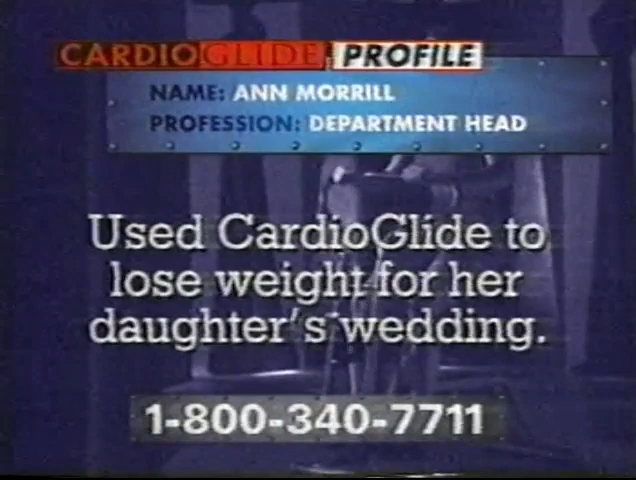 CARDIOGLIDE PROFILE
NAME: ANN MORRILL
PROFESSION: DEPARTMENT HEAD
Used CardioGlide to
lose weight for her
daughter's wedding.
1-800-340-7711